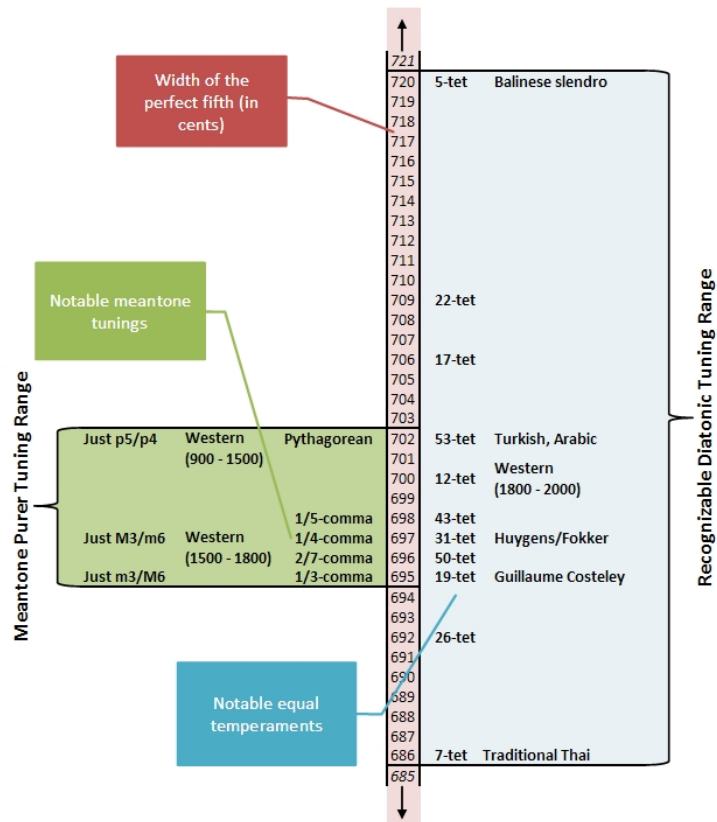 721
Width of the
perfect fifth (in
cents)
720 5-tet Balinese slendro
719
718
717
716
715
714
713
712
711
710
Notable meantone
tunings
709 22-tet
708
707
706 17-tet
705
704
703
Meantone Purer Tuning Range
Recognizable Diatonic Tuning Range
Just p5/p4 Western Pythagorean 702 53-tet Turkish, Arabic
(900 - 1500) 701
700 12-tet Western
699 (1800 - 2000)
1/5-comma 698 43-tet
Just M3/m6 Western 1/4-comma 697 31-tet Huygens/Fokker
(1500 - 1800) 2/7-comma 696 50-tet
Just m3/M6 1/3-comma 695 19-tet Guillaume Costeley
694
693
692 26-tet
691
690
689
688
687
Notable equal
temperaments
686 7-tet Traditional Thai
685